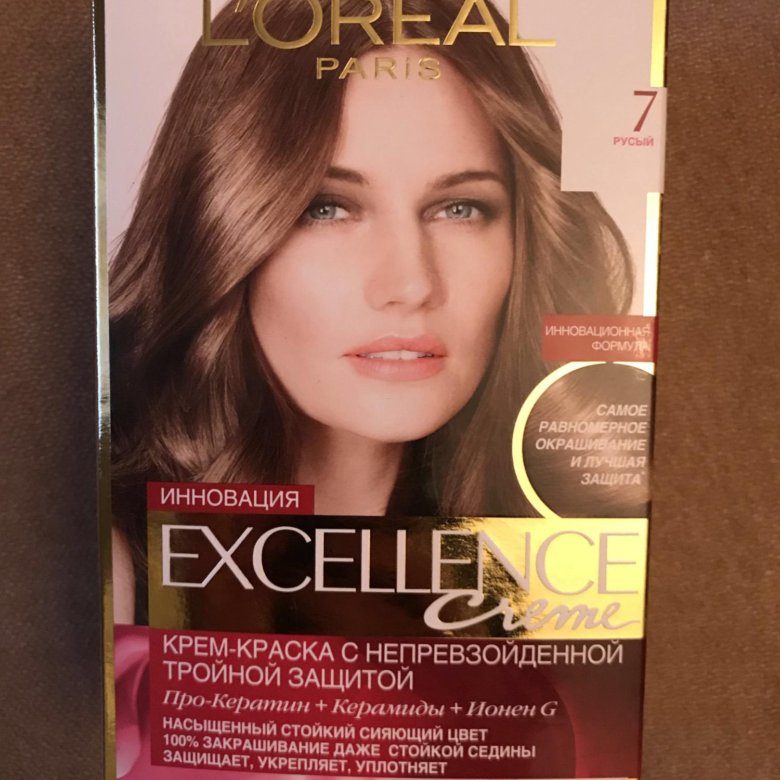 L'ORÉAL
PARIS
7
РУСЫЙ
ИННОВАЦИОННАЯ
ФОРМУЛА
САМОЕ
РАВНОМЕРНОЕ
ОКРАШИВАНИЕ
И ЛУЧШАЯ
ЗАЩИТА*
ИННОВАЦИЯ
EXCELLENCE
Creme
КРЕМ-КРАСКА С НЕПРЕВЗОЙДЕННОЙ
ТРОЙНОЙ ЗАЩИТОЙ
Про-Кератин + Керамиды + Ионен G
НАСЫЩЕННЫЙ СТОЙКИЙ СИЯЮЩИЙ ЦВЕТ
100% ЗАКРАШИВАНИЕ ДАЖЕ СТОЙКОЙ СЕДИНЫ
ЗАЩИЩАЕТ, УКРЕПЛЯЕТ, УПЛОТНЯЕТ